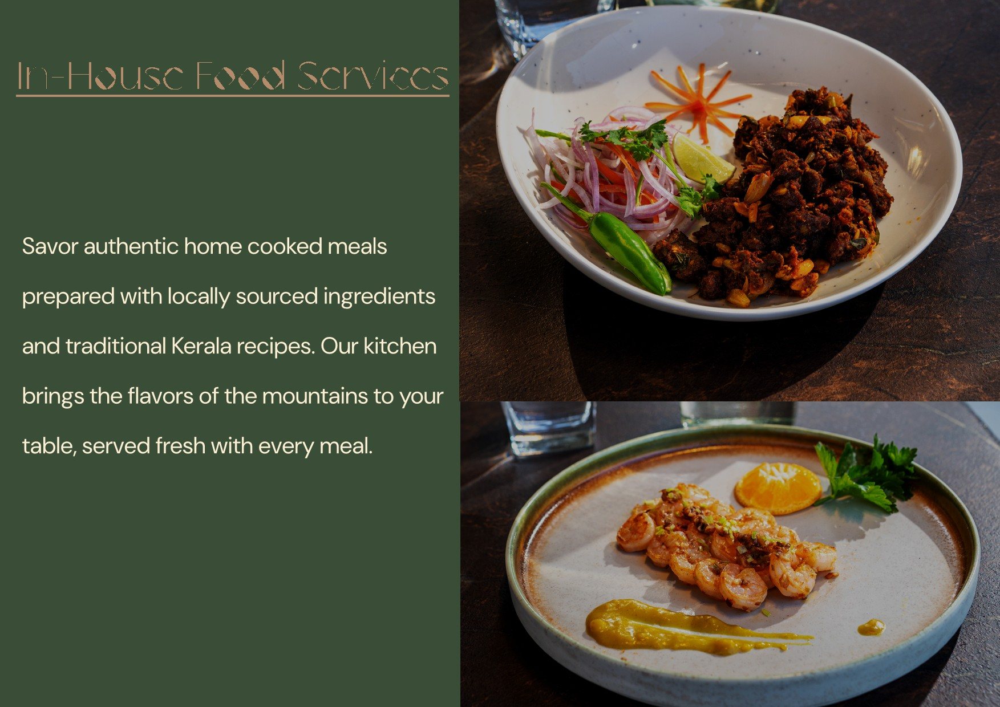 In-House Food Services
Savor authentic home cooked meals
prepared with locally sourced ingredients
and traditional Kerala recipes. Our kitchen
brings the flavors of the mountains to your
table, served fresh with every meal.